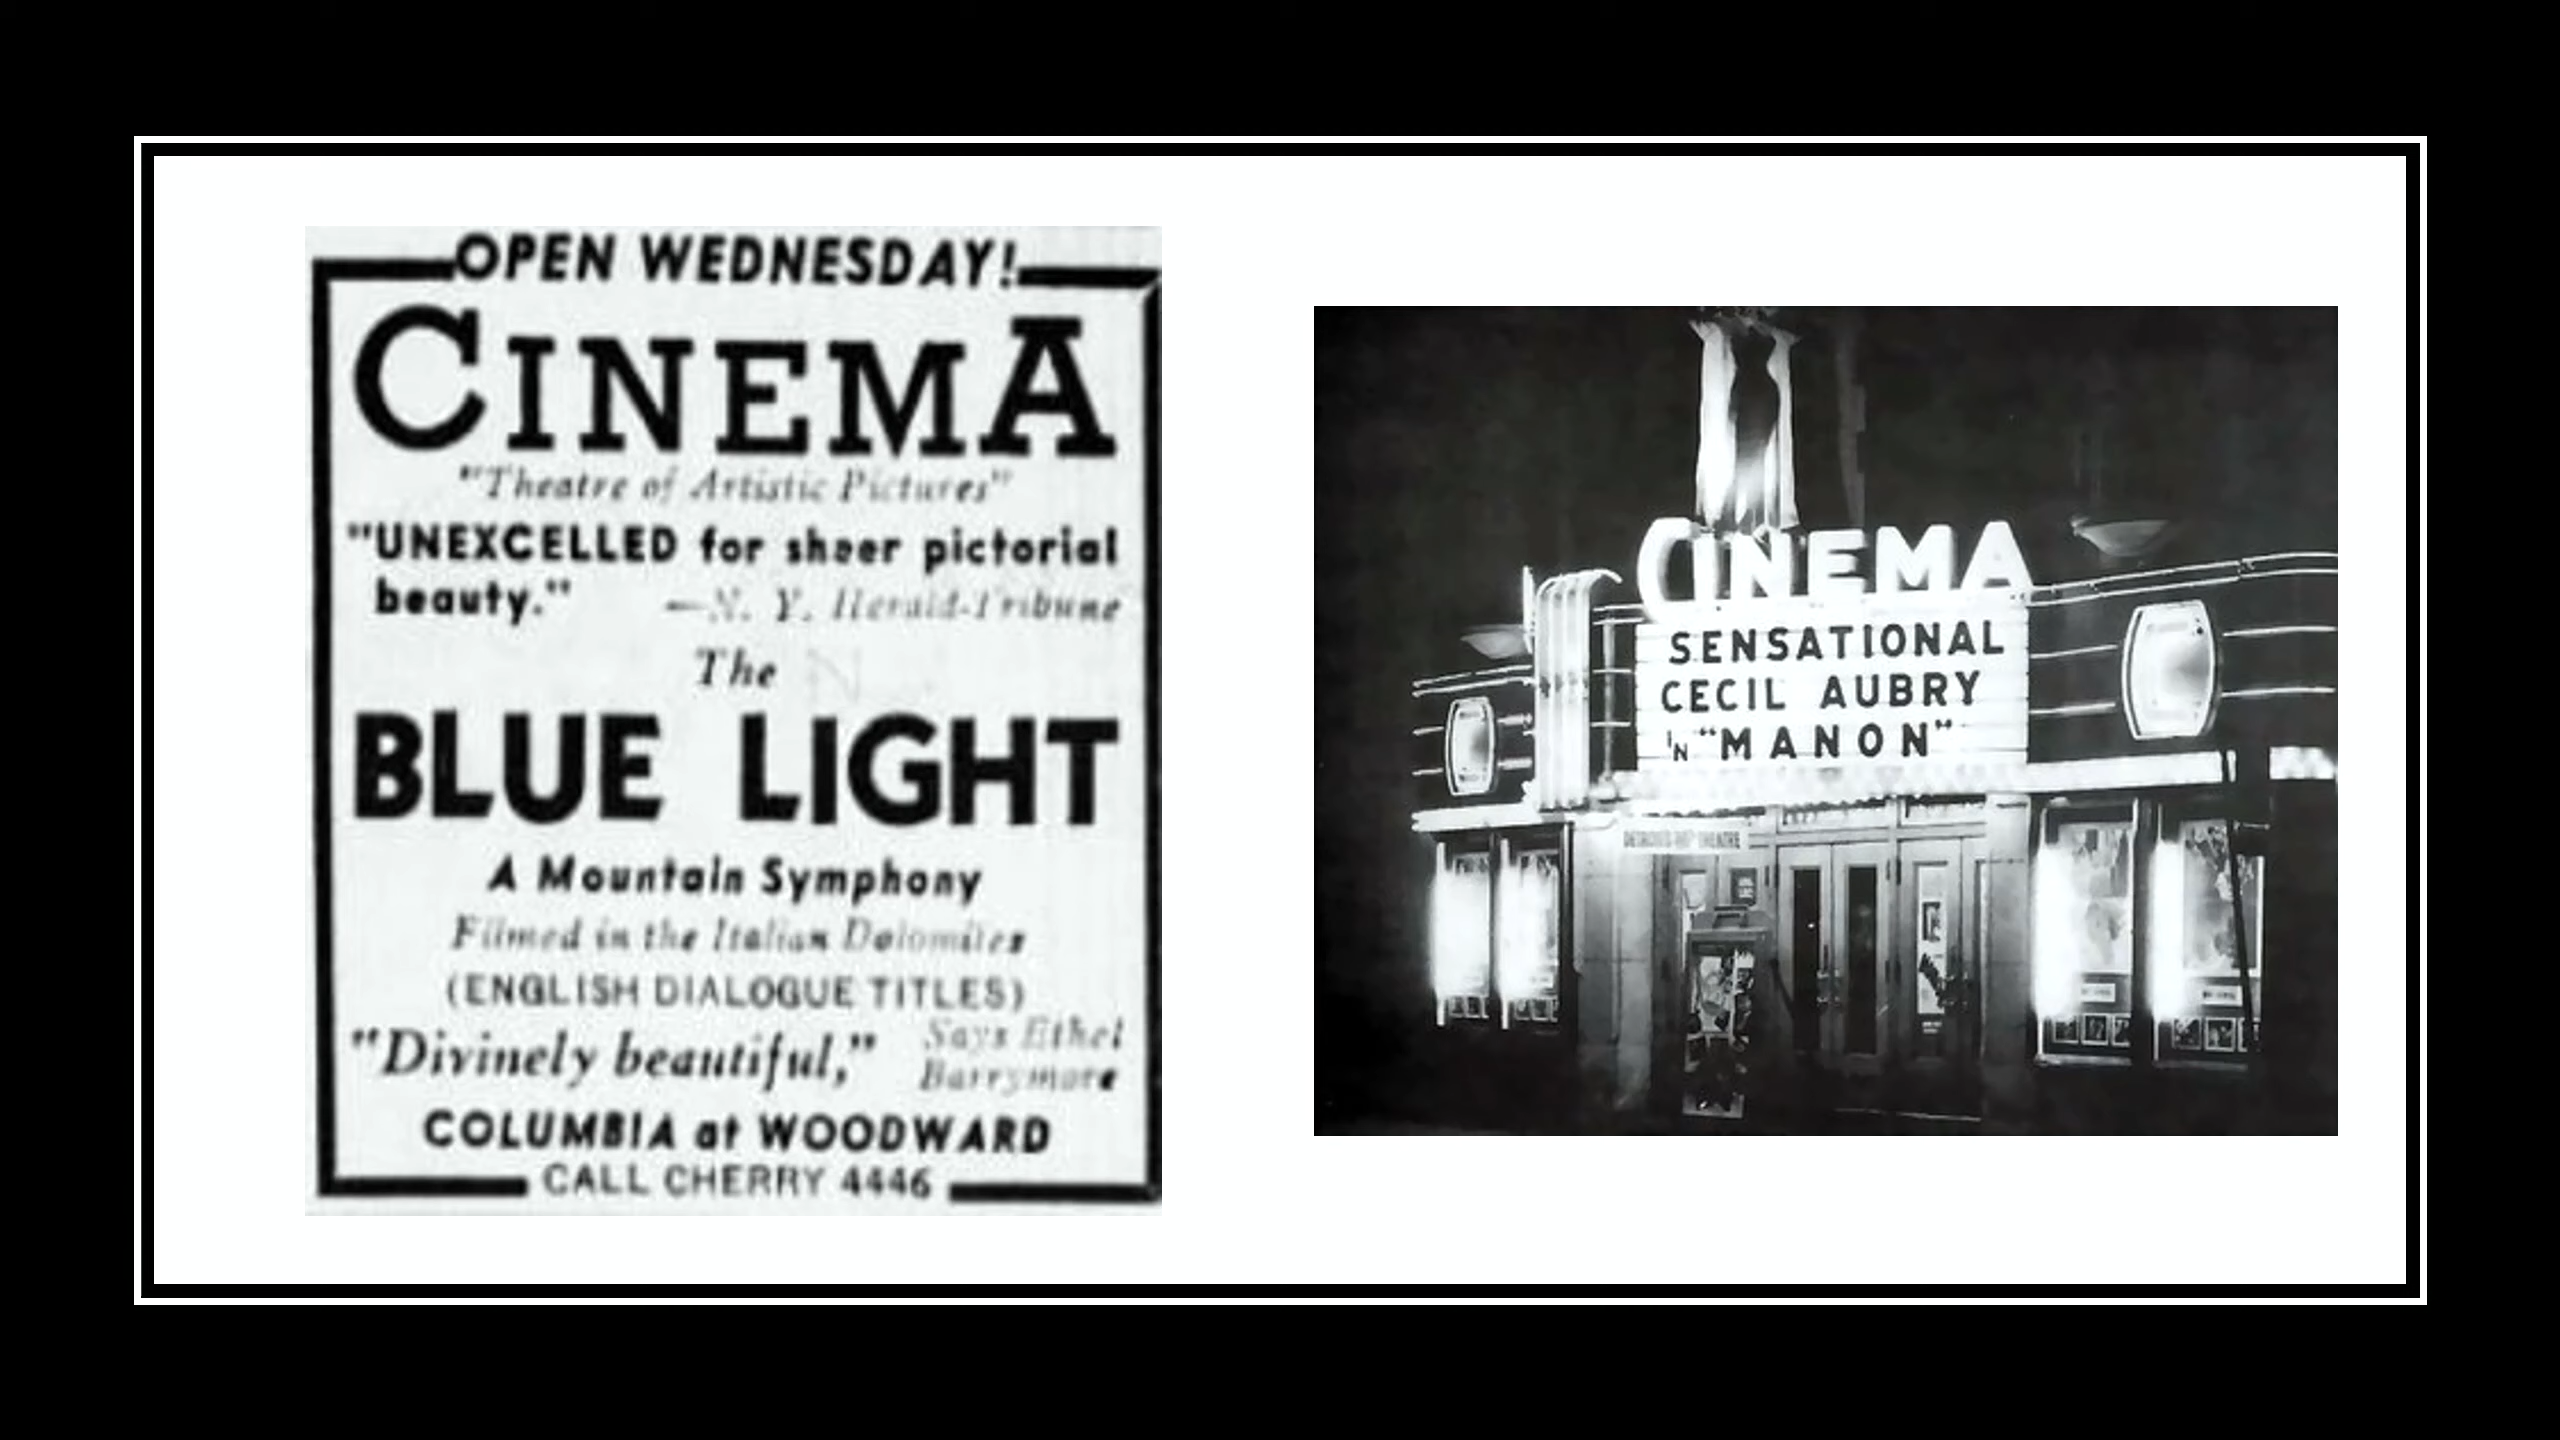 OPEN WEDNESDAY!
CINEMA
"Theatre of Artistic Pictures"
"UNEXCELLED for sheer pictorial
beauty."
—N. Y. Herald-Tribune
The
BLUE LIGHT
A Mountain Symphony
Filmed in the Italian Dolomites
(ENGLISH DIALOGUE TITLES)
"Divinely beautiful,"
Says Ethel
Barrymore
COLUMBIA at WOODWARD
CALL CHERRY 4446
CINEMA
SENSATIONAL
CECIL AUBRY
IN "MANON"